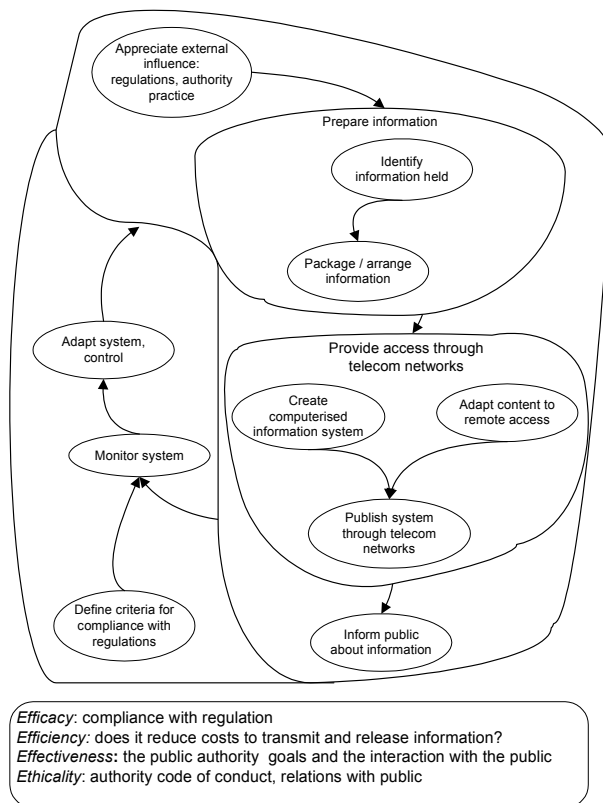 Appreciate external
influence:
regulations, authority
practice
Prepare information
Identify
information held
Package / arrange
information
Provide access through
telecom networks
Create
computerised
information system
Adapt content to
remote access
Publish system
through telecom
networks
Inform public
about information
Adapt system,
control
Monitor system
Define criteria for
compliance with
regulations
Efficacy: compliance with regulation
Efficiency: does it reduce costs to transmit and release information?
Effectiveness: the public authority goals and the interaction with the public
Ethicality: authority code of conduct, relations with public